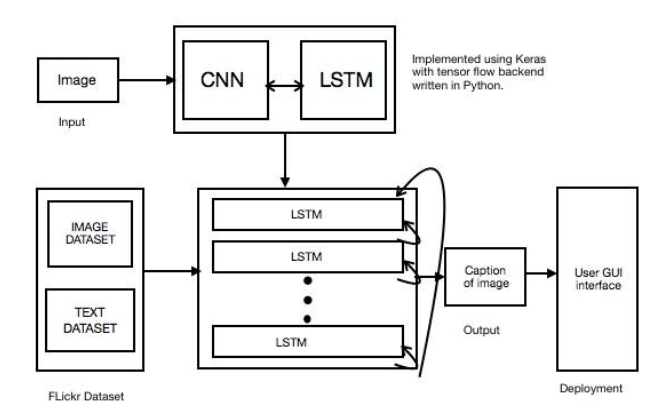 Image
Input
CNN
LSTM
Implemented using Keras
with tensor flow backend
written in Python.
IMAGE
DATASET
TEXT
DATASET
FLickr Dataset
LSTM
LSTM
LSTM
Caption
of image
Output
User GUI
interface
Deployment